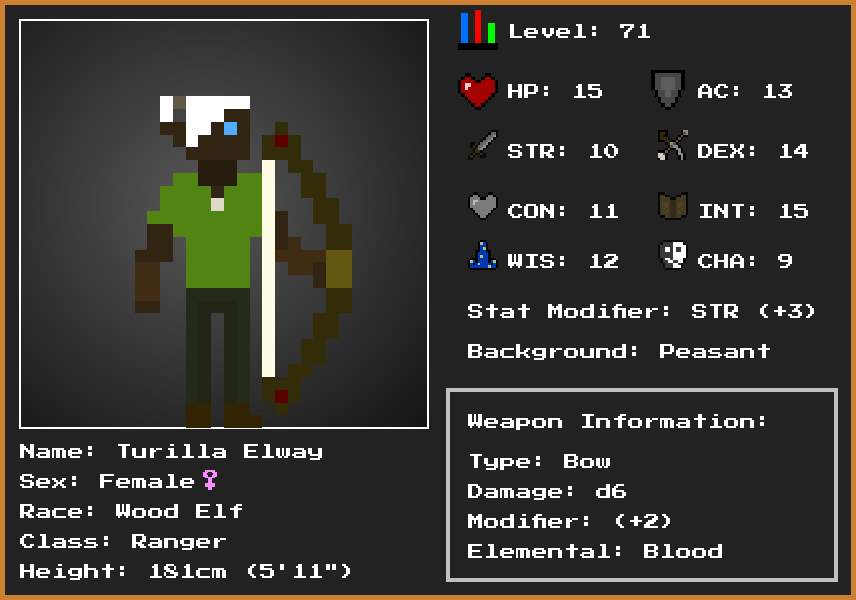 Level: 71
HP: 15 AC: 13
STR: 10 DEX: 14
CON: 11 INT: 15
WIS: 12 CHA: 9
Stat Modifier: STR (+3)
Background: Peasant
Weapon Information:
Type: Bow
Damage: d6
Modifier: (+2)
Elemental: Blood
Name: Turilla Elway
Sex: Female♀
Race: Wood Elf
Class: Ranger
Height: 181cm (5'11")